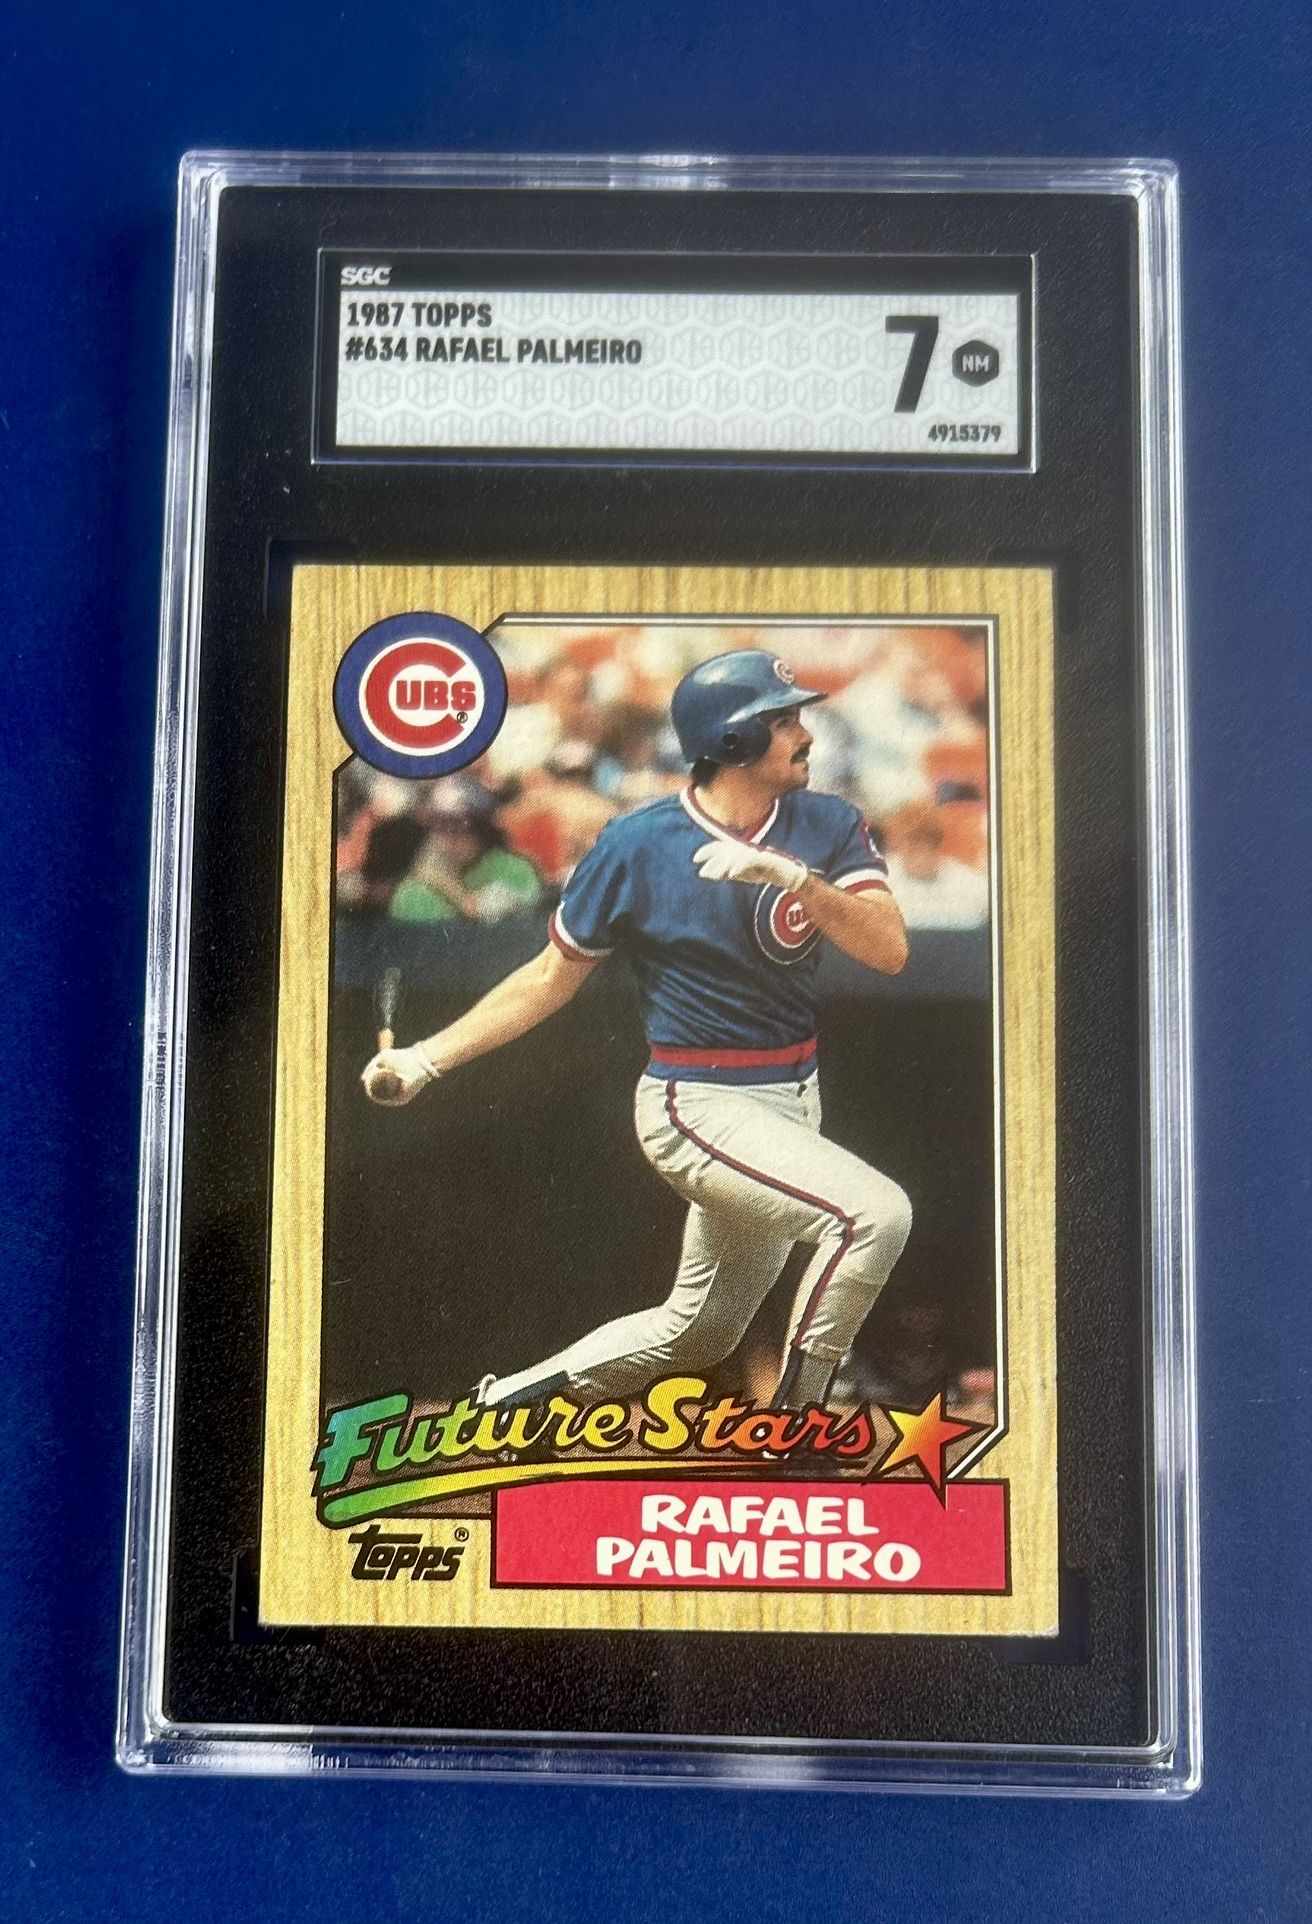 SGC
1987 TOPPS
#634 RAFAEL PALMEIRO
7 NM
4915379
CUBS®
Future Stars
topps®
RAFAEL
PALMEIRO